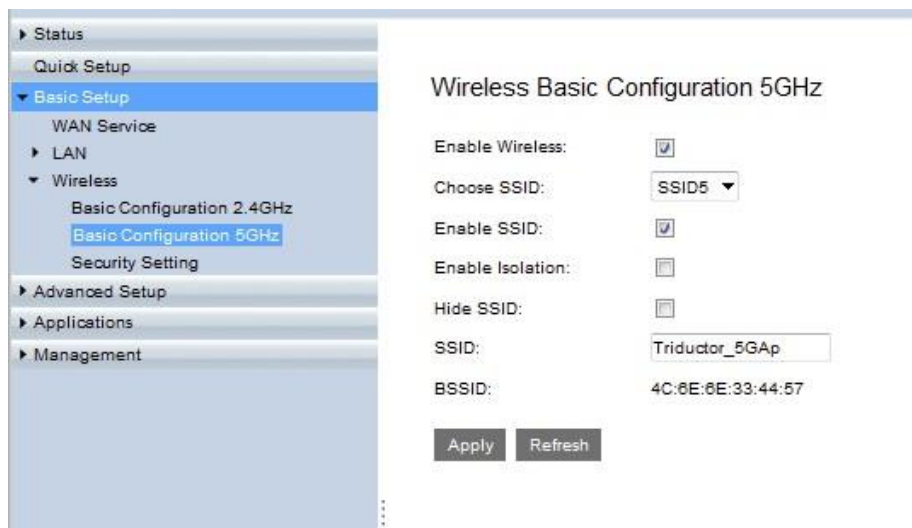 Status
Quick Setup
Basic Setup
WAN Service
LAN
Wireless
Basic Configuration 2.4GHz
Basic Configuration 5GHz
Security Setting
Advanced Setup
Applications
Management
Wireless Basic Configuration 5GHz
Enable Wireless:
Choose SSID: SSID5
Enable SSID:
Enable Isolation:
Hide SSID:
SSID: Triductor_5GAp
BSSID: 4C:6E:6E:33:44:57
Apply Refresh